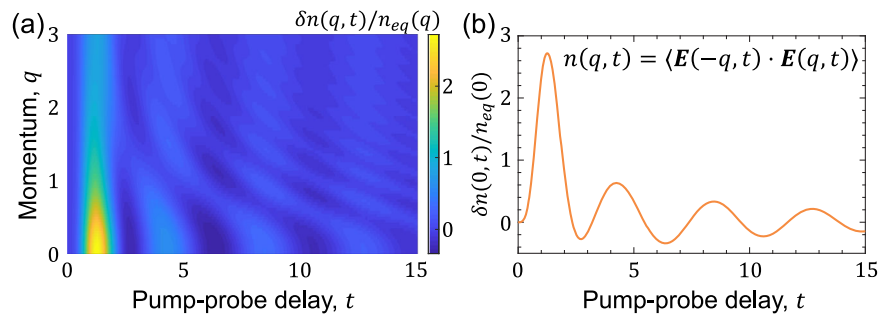 (a)
δn(q,t)/n_eq(q)
3
2
1
0
Momentum, q
0
5
10
15
Pump-probe delay, t
2
1
0
(b)
n(q,t) = ⟨E(−q,t) · E(q,t)⟩
3
2
1
0
δn(0,t)/n_eq(0)
0
5
10
15
Pump-probe delay, t